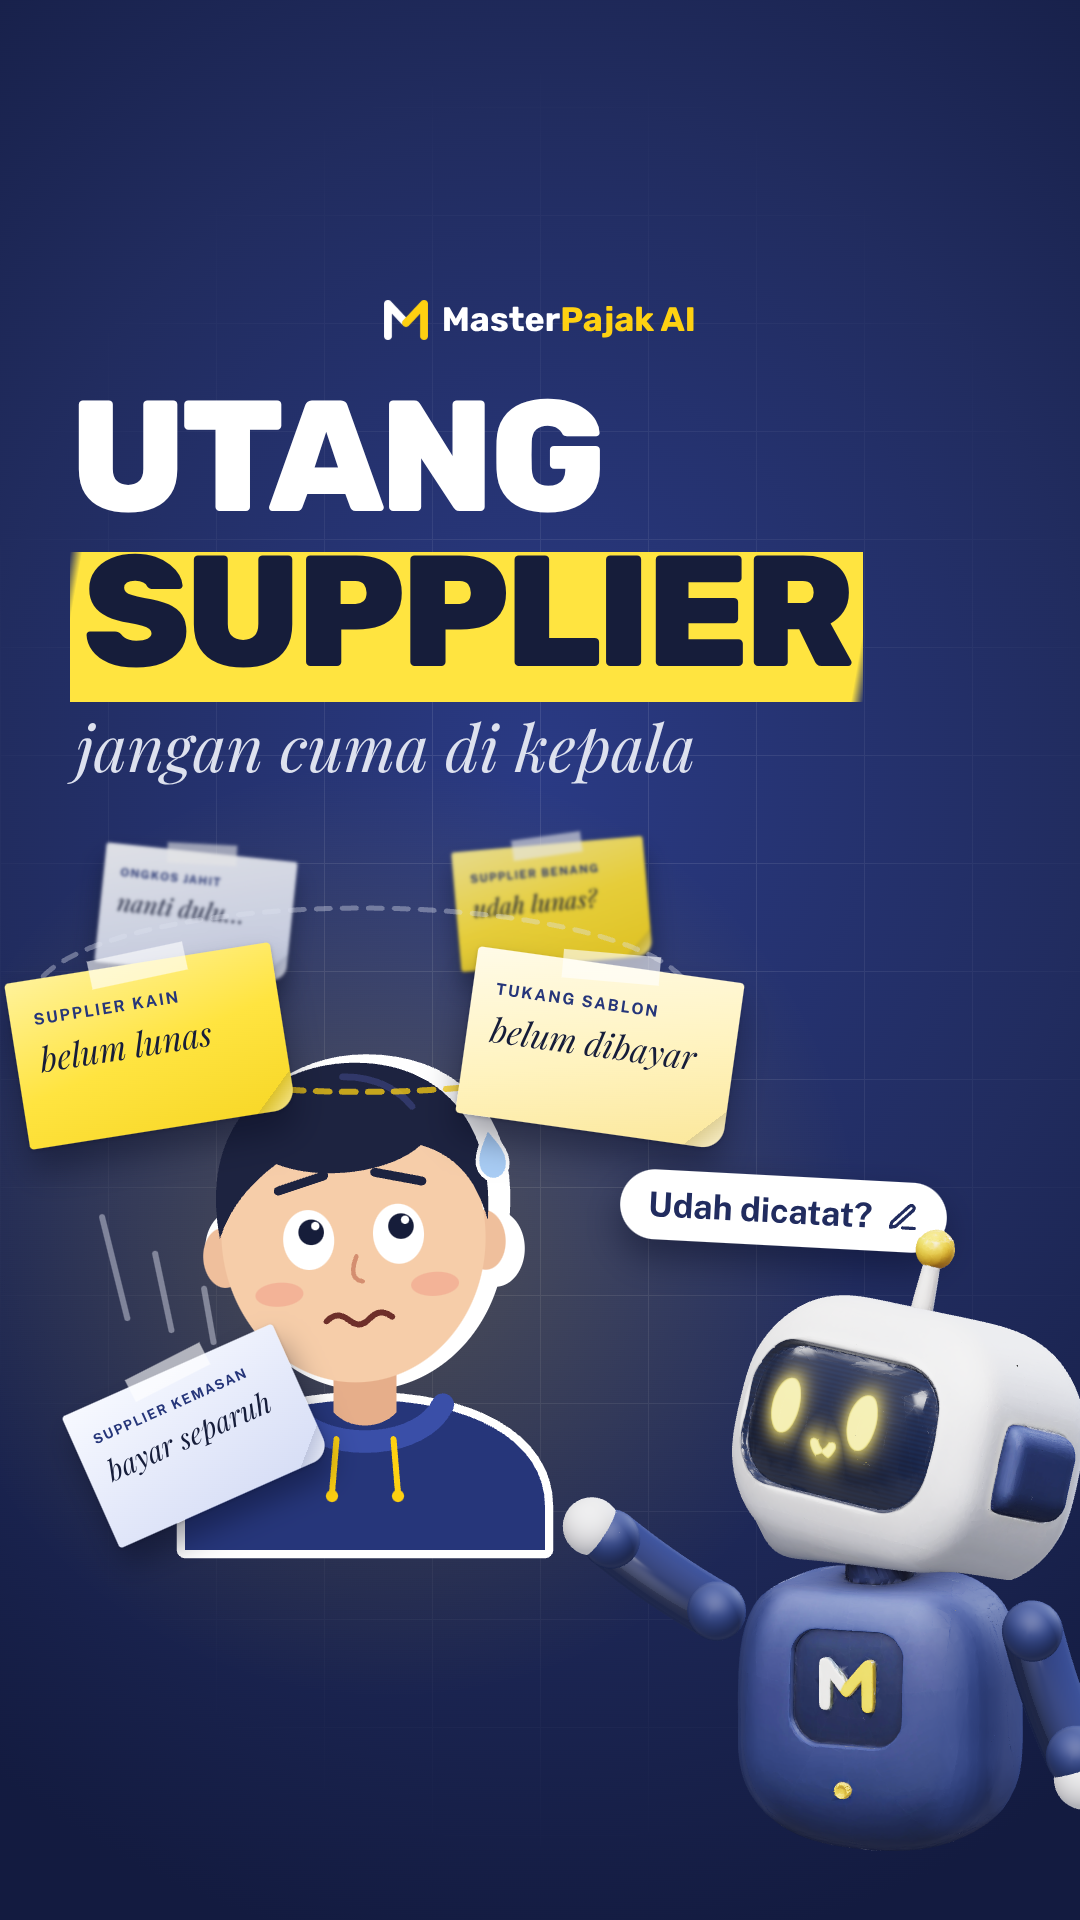 MasterPajak AI
UTANG
SUPPLIER
jangan cuma di kepala
ONGKOS JAHIT
nanti dulu...
SUPPLIER BENANG
udah lunas?
SUPPLIER KAIN
belum lunas
TUKANG SABLON
belum dibayar
Udah dicatat?
SUPPLIER KEMASAN
bayar separuh
M